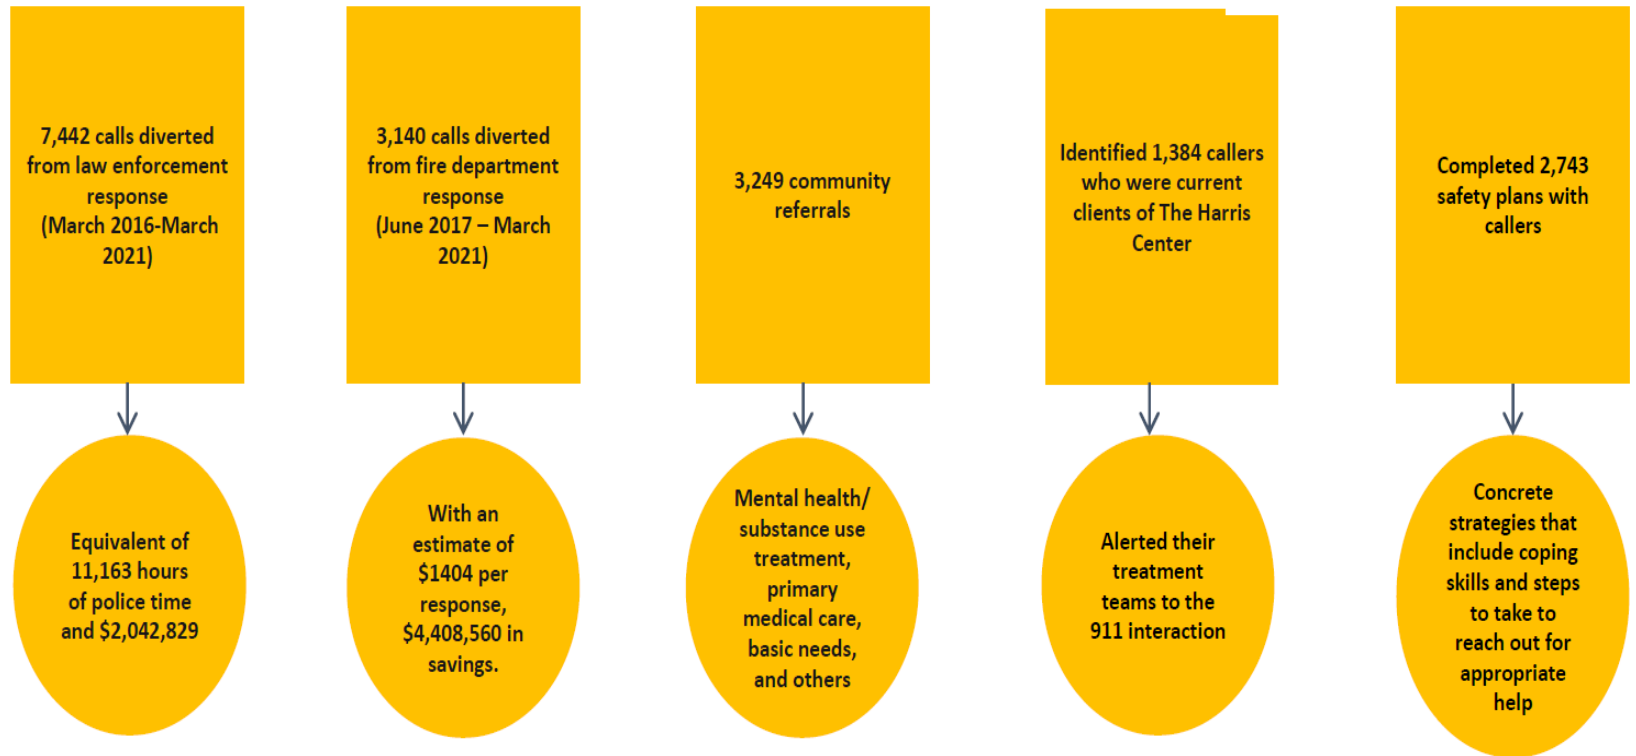 7,442 calls diverted
from law enforcement
response
(March 2016-March
2021)
3,140 calls diverted
from fire department
response
(June 2017 – March
2021)
3,249 community
referrals
Identified 1,384 callers
who were current
clients of The Harris
Center
Completed 2,743
safety plans with
callers
Equivalent of
11,163 hours
of police time
and $2,042,829
With an
estimate of
$1404 per
response,
$4,408,560 in
savings.
Mental health/
substance use
treatment,
primary
medical care,
basic needs,
and others
Alerted their
treatment
teams to the
911 interaction
Concrete
strategies that
include coping
skills and steps
to take to
reach out for
appropriate
help